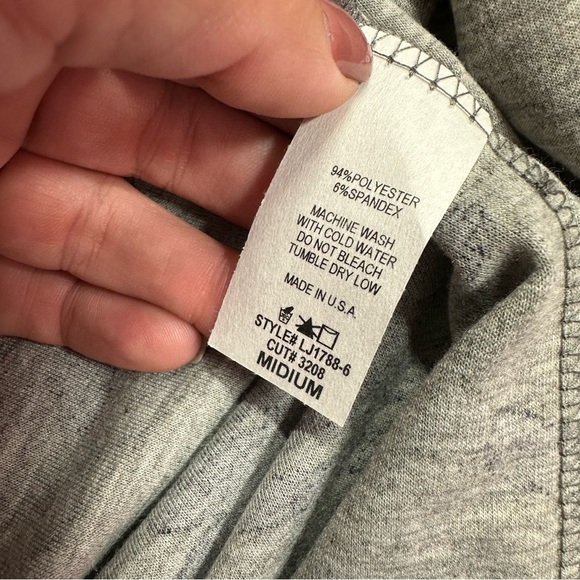 94%POLYESTER
6%SPANDEX
MACHINE WASH
WITH COLD WATER
DO NOT BLEACH
TUMBLE DRY LOW
MADE IN U.S.A.
STYLE# LJ1788-6
CUT# 3208
MIDIUM